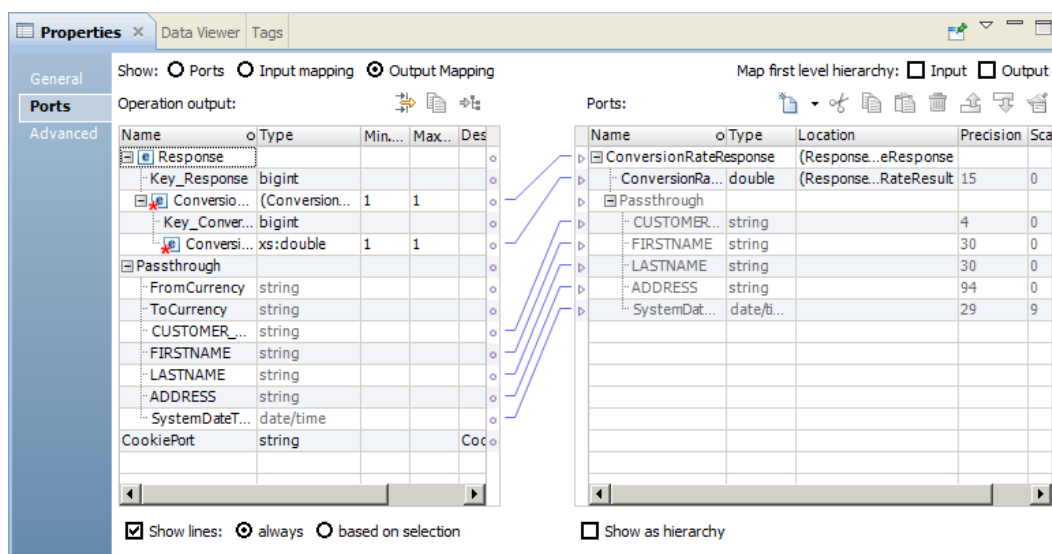 Properties Data Viewer Tags
General
Ports
Advanced
Show: Ports Input mapping Output Mapping Map first level hierarchy: Input Output
Operation output: Ports:
Name Type Min... Max... Des
Response
Key_Response bigint
Conversio... (Conversion... 1 1
Key_Conver... bigint
Conversi... xs:double 1 1
Passthrough
FromCurrency string
ToCurrency string
CUSTOMER_... string
FIRSTNAME string
LASTNAME string
ADDRESS string
SystemDateT... date/time
CookiePort string
Name Type Location Precision Sca
ConversionRateResponse (Response...eResponse
ConversionRa... double (Response...RateResult 15 0
Passthrough
CUSTOMER... string 4 0
FIRSTNAME string 30 0
LASTNAME string 30 0
ADDRESS string 94 0
SystemDat... date/ti... 29 9
Show lines: always based on selection Show as hierarchy